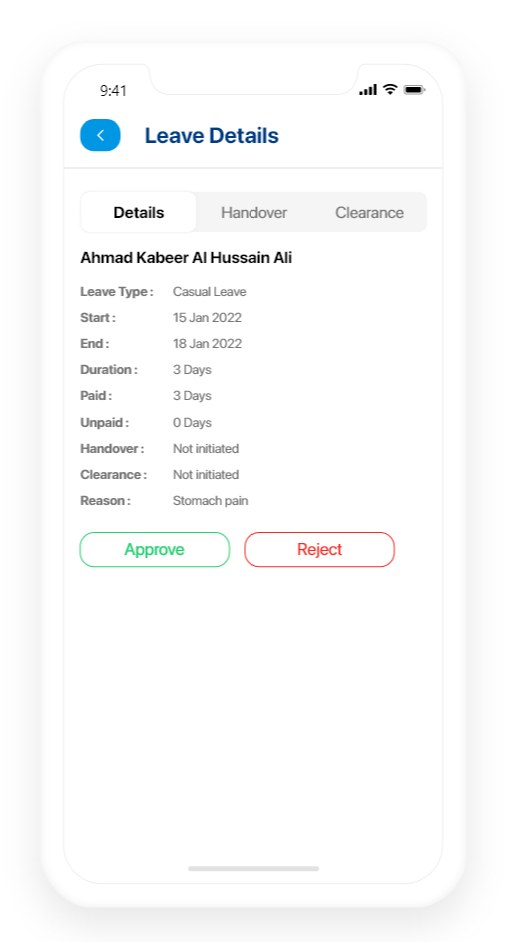 9:41
Leave Details
Details Handover Clearance
Ahmad Kabeer Al Hussain Ali
Leave Type : Casual Leave
Start : 15 Jan 2022
End : 18 Jan 2022
Duration : 3 Days
Paid : 3 Days
Unpaid : 0 Days
Handover : Not initiated
Clearance : Not initiated
Reason : Stomach pain
Approve Reject